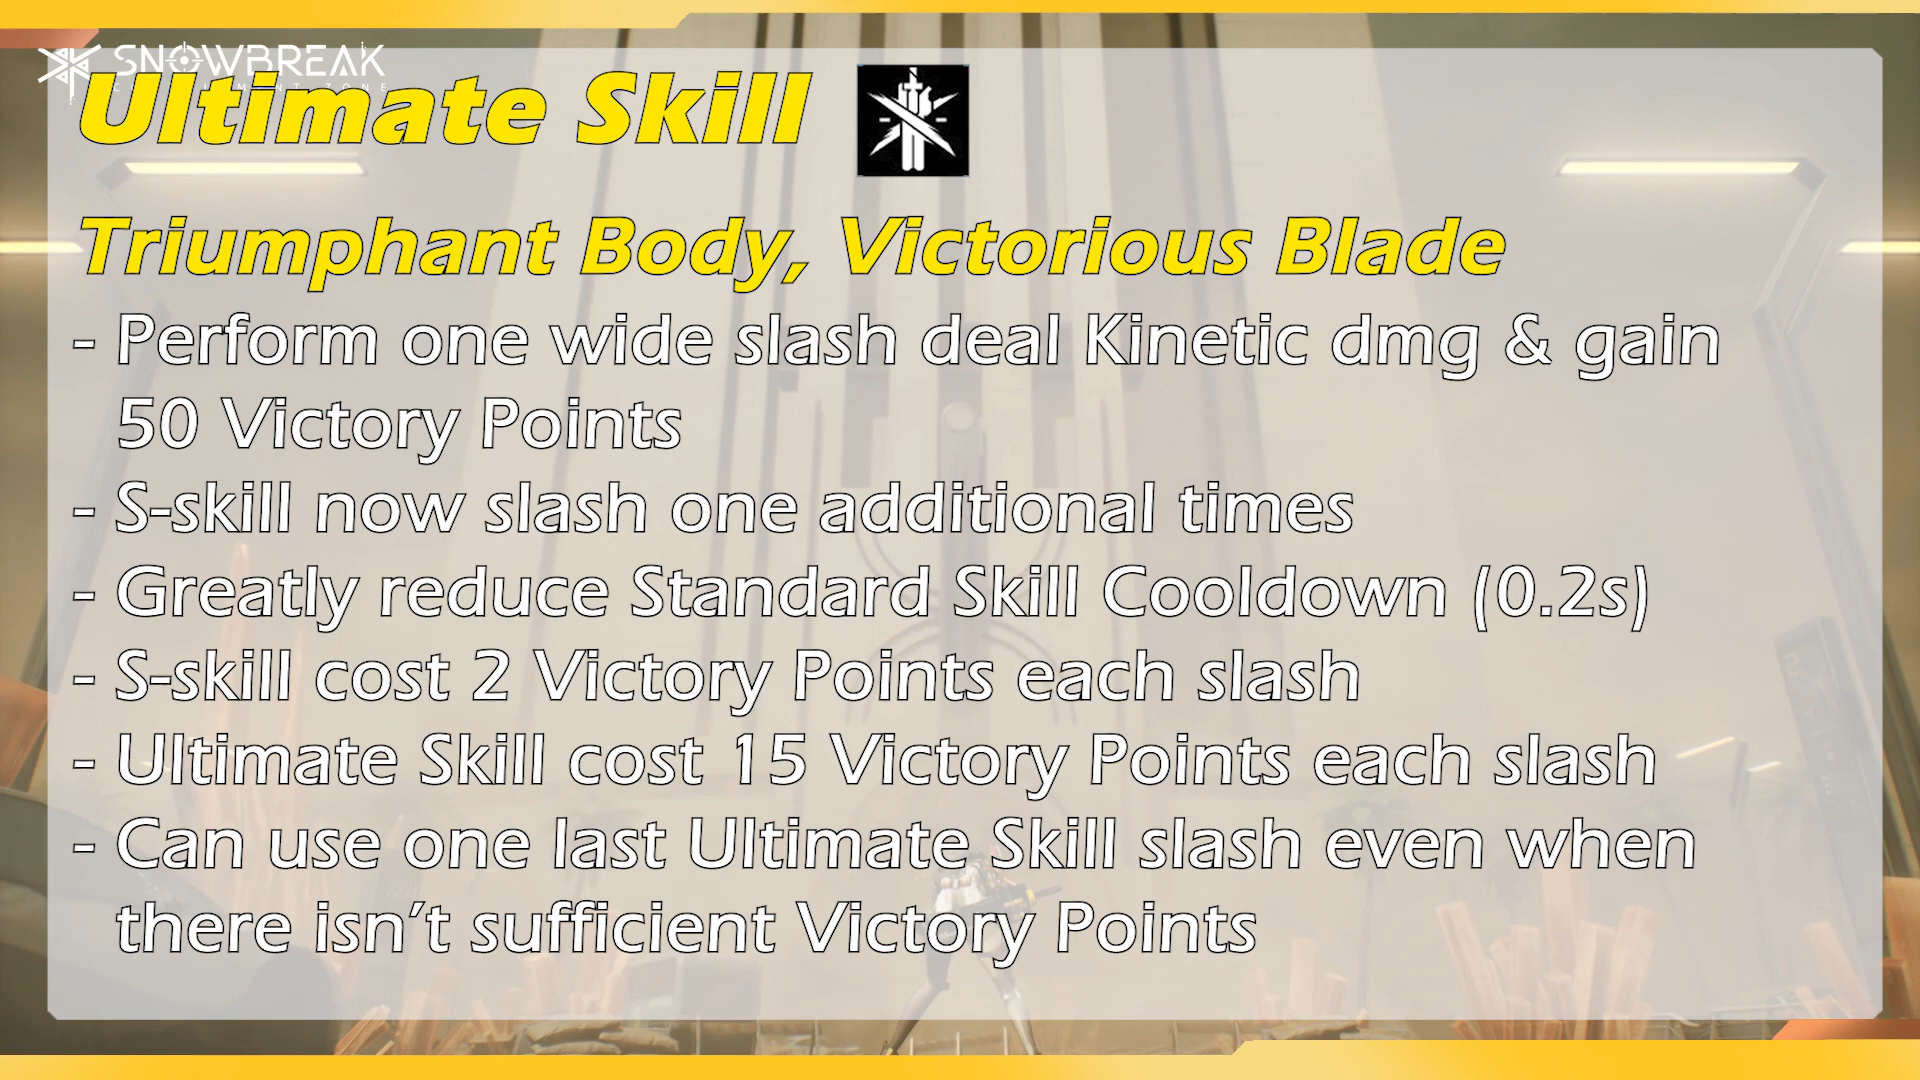 SNOWBREAK
Ultimate Skill
Triumphant Body, Victorious Blade
- Perform one wide slash deal Kinetic dmg & gain
50 Victory Points
- S-skill now slash one additional times
- Greatly reduce Standard Skill Cooldown (0.2s)
- S-skill cost 2 Victory Points each slash
- Ultimate Skill cost 15 Victory Points each slash
- Can use one last Ultimate Skill slash even when
there isn't sufficient Victory Points